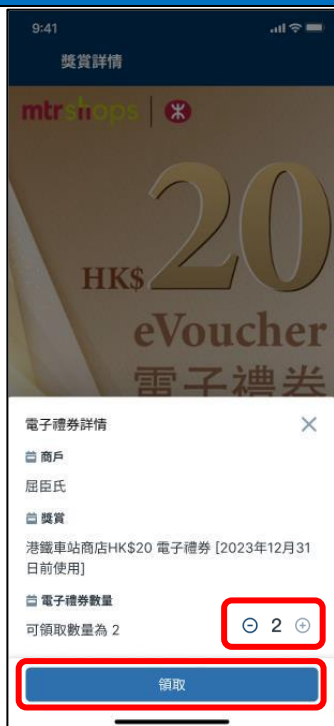 9:41
獎賞詳情
mtrshops
HK$20
eVoucher
電子禮券
電子禮券詳情
商戶
屈臣氏
獎賞
港鐵車站商店HK$20 電子禮券 [2023年12月31
日前使用]
電子禮券數量
可領取數量為 2
2
領取